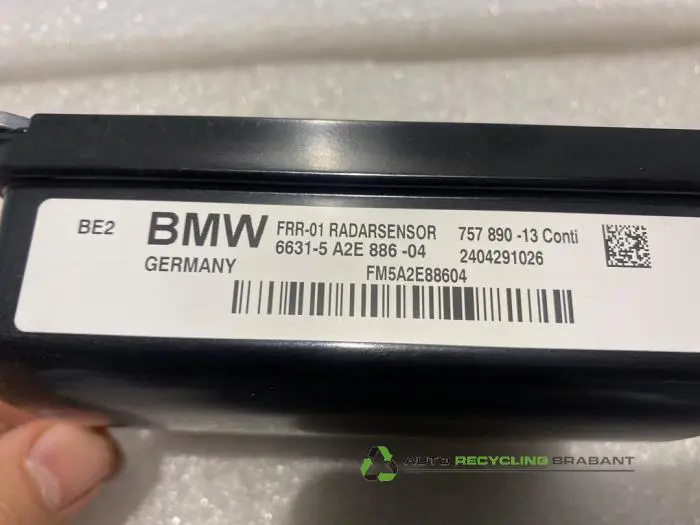 BE2
BMW
GERMANY
FRR-01 RADARSENSOR 757 890 -13 Conti
6631-5 A2E 886 -04 2404291026
FM5A2E88604
AUTO RECYCLING BRABANT